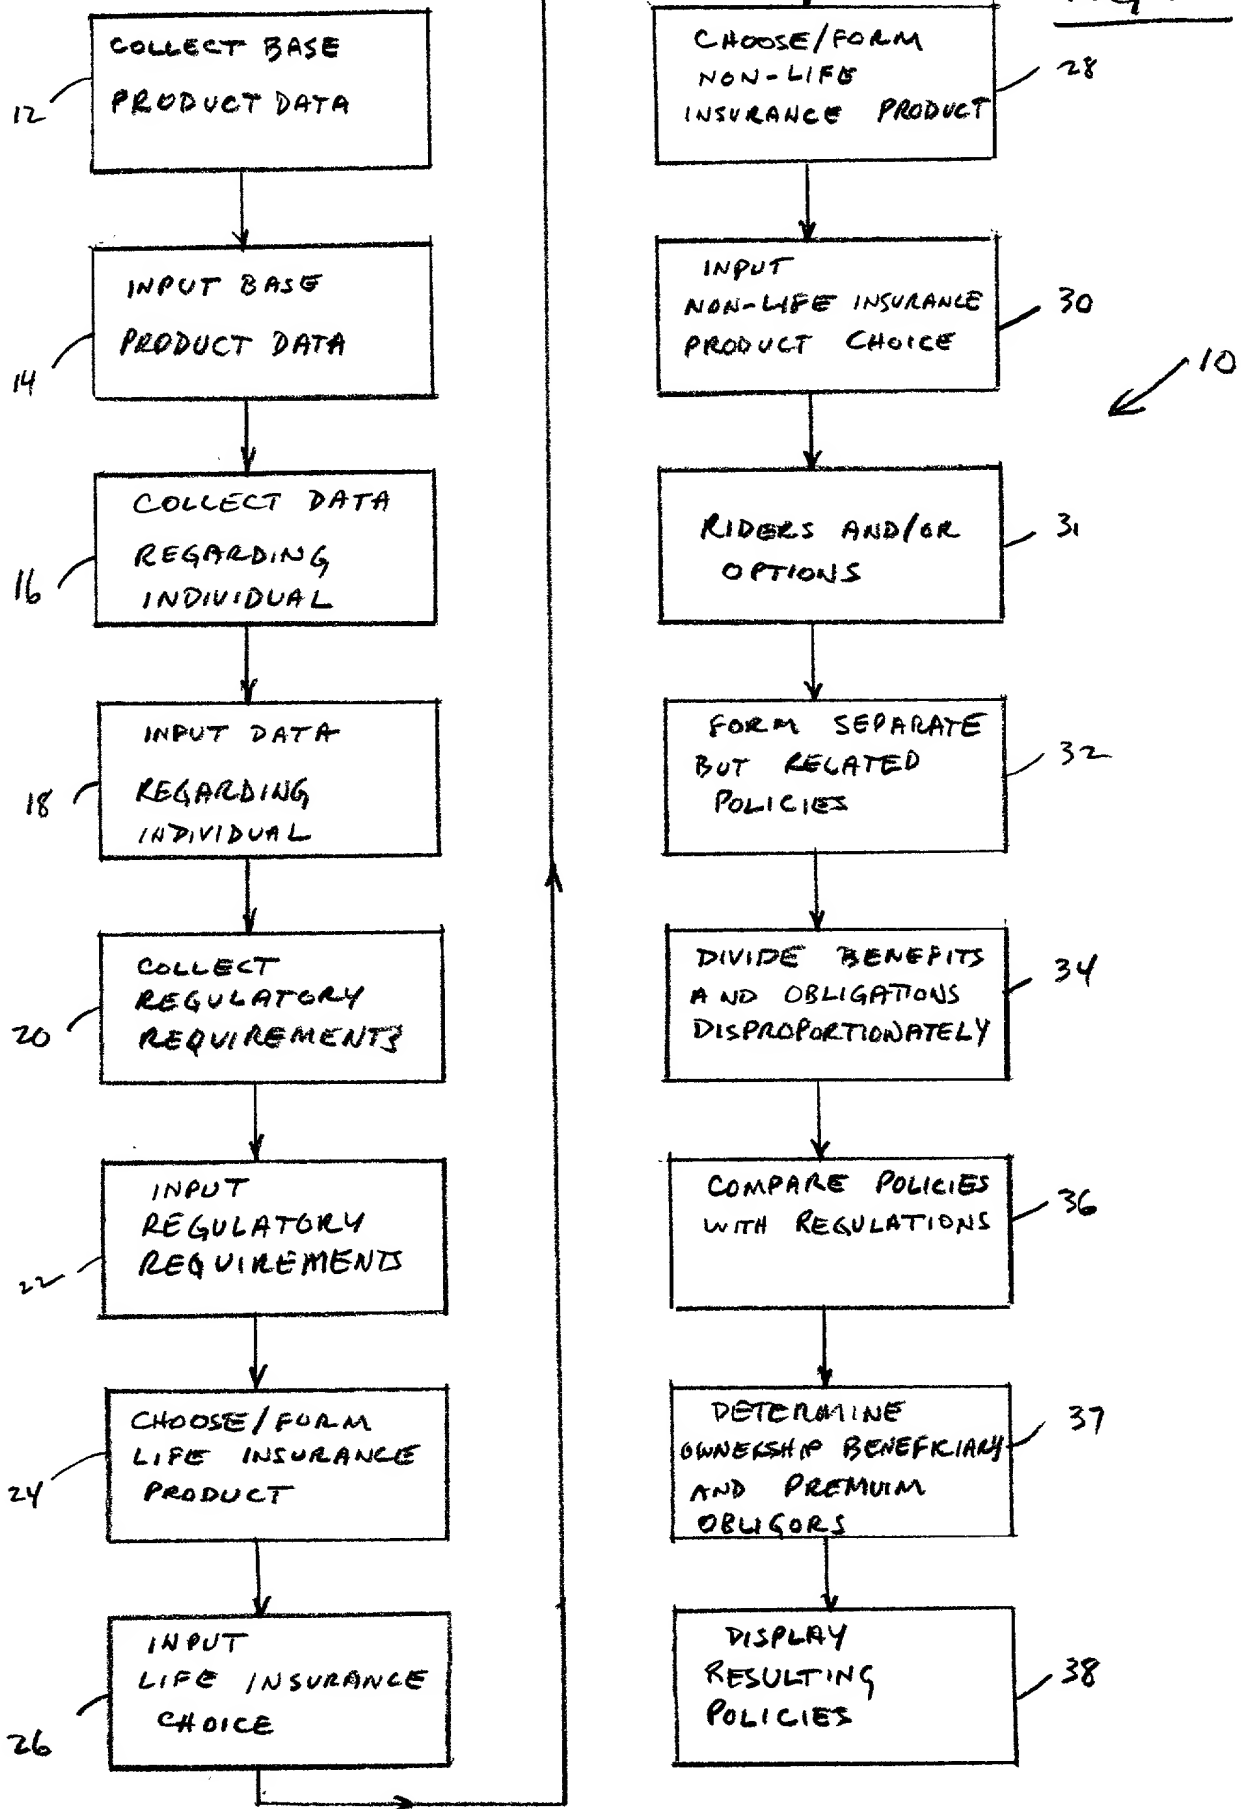 COLLECT BASE
PRODUCT DATA
12
INPUT BASE
PRODUCT DATA
14
COLLECT DATA
REGARDING
INDIVIDUAL
16
INPUT DATA
REGARDING
INDIVIDUAL
18
COLLECT
REGULATORY
REQUIREMENTS
20
INPUT
REGULATORY
REQUIREMENTS
22
CHOOSE/FORM
LIFE INSURANCE
PRODUCT
24
INPUT
LIFE INSURANCE
CHOICE
26
CHOOSE/FORM
NON-LIFE
INSURANCE PRODUCT
28
INPUT
NON-LIFE INSURANCE
PRODUCT CHOICE
30
10
RIDERS AND/OR
OPTIONS
31
FORM SEPARATE
BUT RELATED
POLICIES
32
DIVIDE BENEFITS
AND OBLIGATIONS
DISPROPORTIONATELY
34
COMPARE POLICIES
WITH REGULATIONS
36
DETERMINE
OWNERSHIP BENEFICIARY
AND PREMUIM
OBLIGORS
37
DISPLAY
RESULTING
POLICIES
38